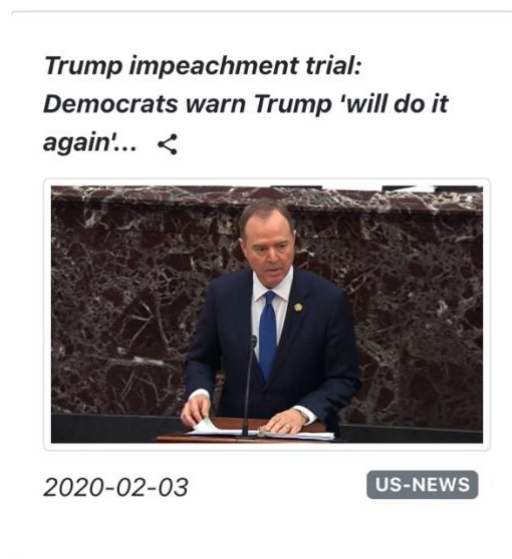 Trump impeachment trial:
Democrats warn Trump 'will do it
again'...
2020-02-03
US-NEWS